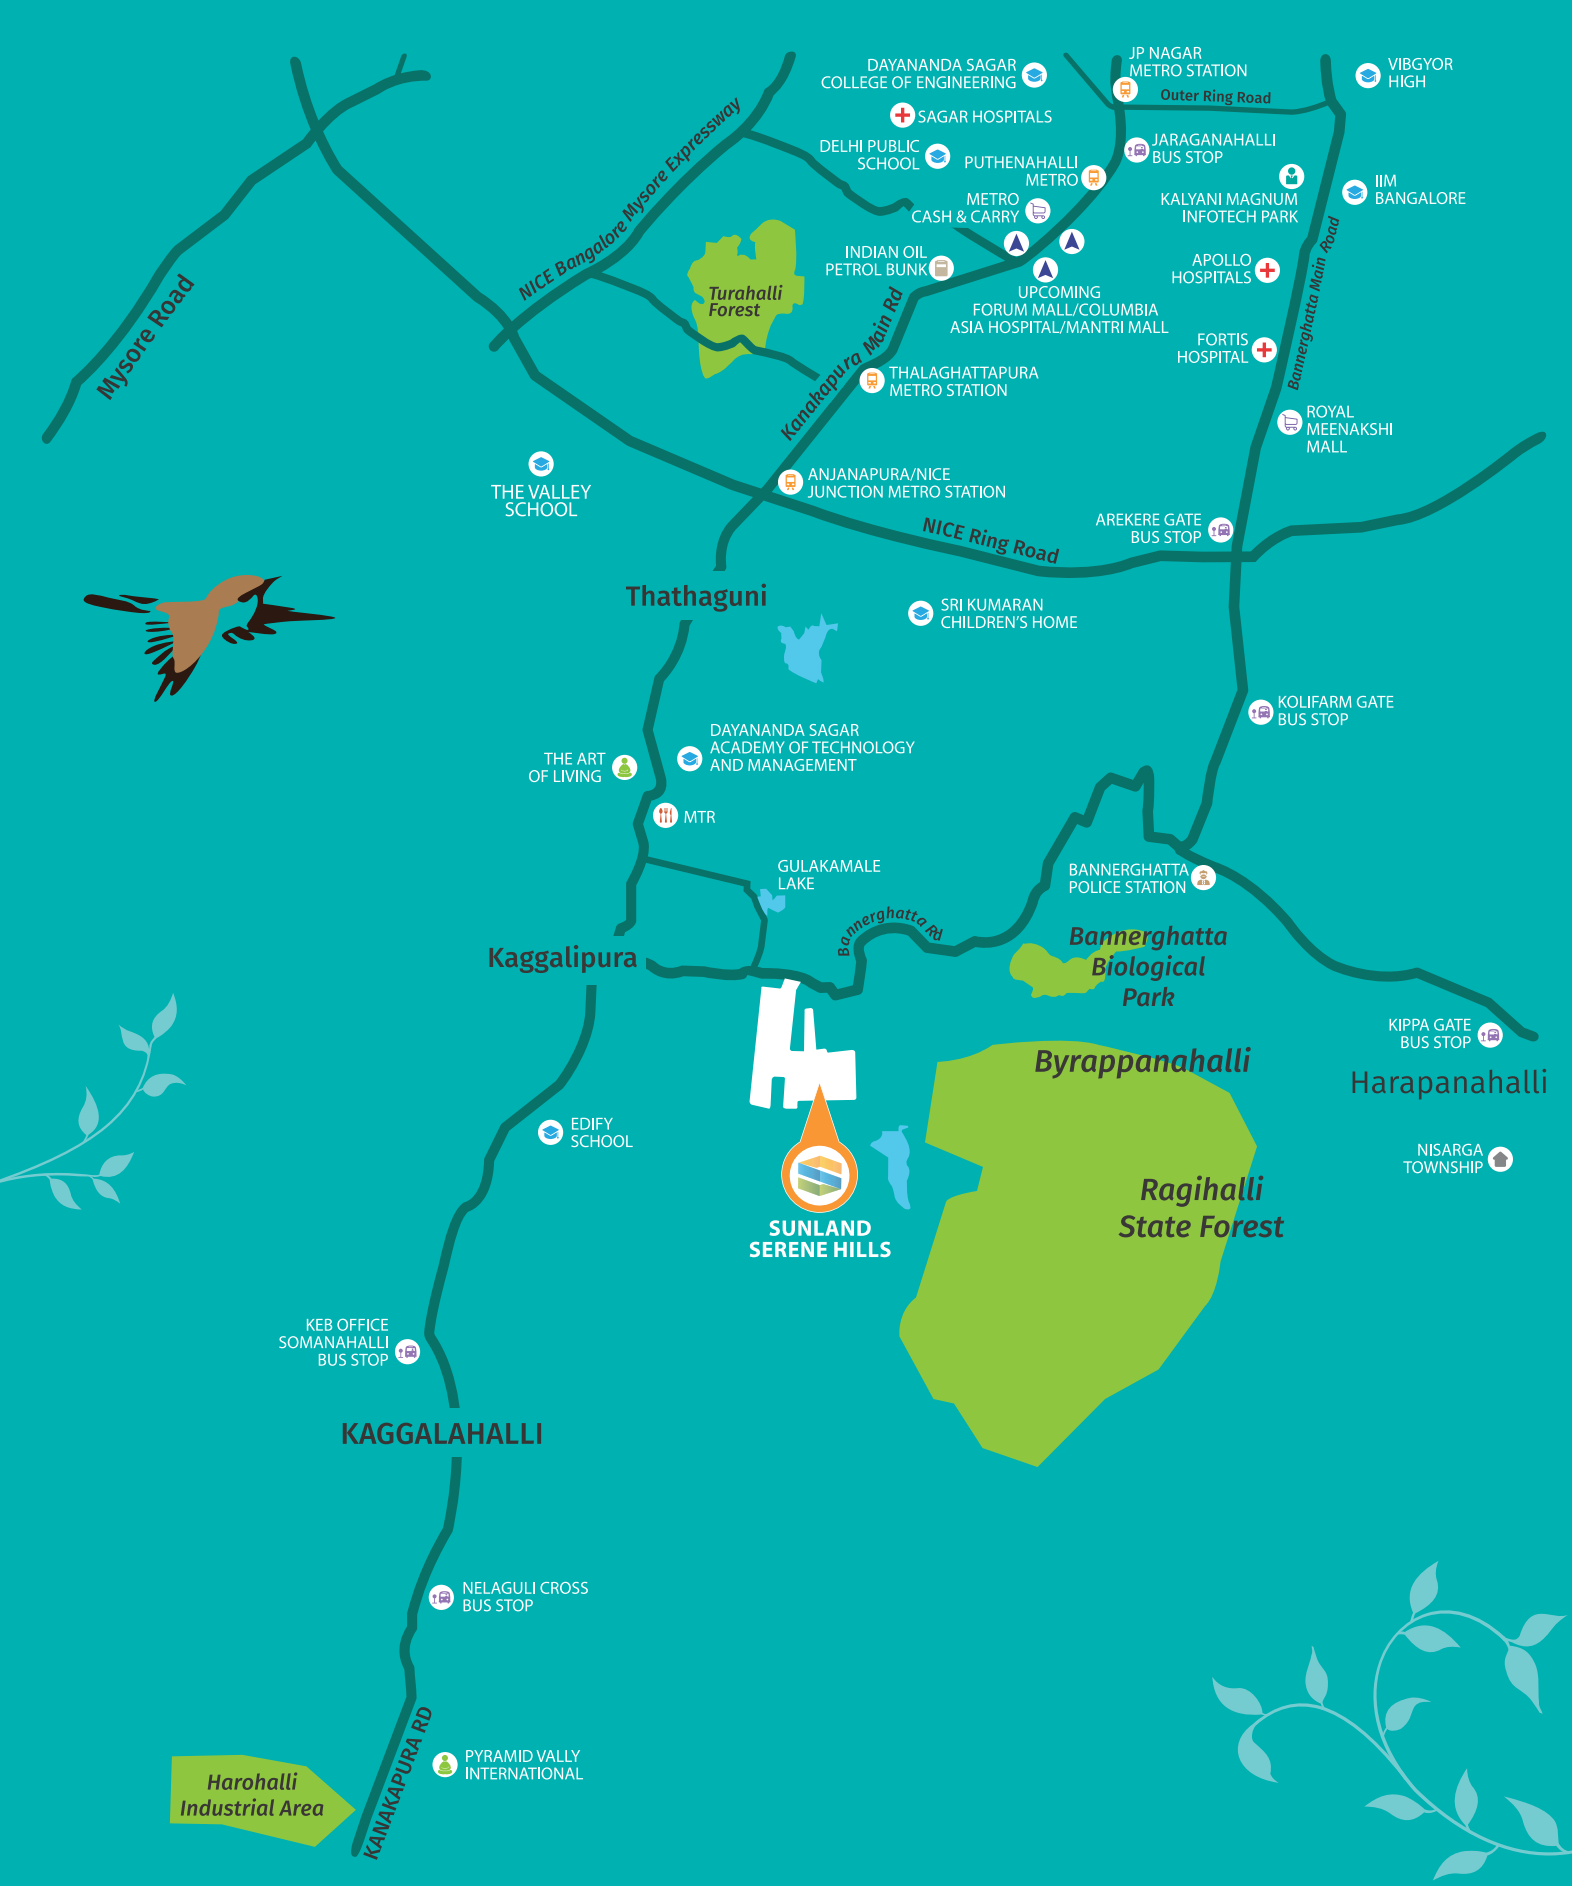 JP NAGAR
METRO STATION
DAYANANDA SAGAR
COLLEGE OF ENGINEERING
VIBGYOR
HIGH
Outer Ring Road
SAGAR HOSPITALS
JARAGANAHALLI
BUS STOP
DELHI PUBLIC
SCHOOL
PUTHENAHALLI
METRO
KALYANI MAGNUM
INFOTECH PARK
IIM
BANGALORE
METRO
CASH & CARRY
NICE Bangalore Mysore Expressway
INDIAN OIL
PETROL BUNK
APOLLO
HOSPITALS
UPCOMING
FORUM MALL/COLUMBIA
ASIA HOSPITAL/MANTRI MALL
Turahalli
Forest
Mysore Road
Kanakapura Main Rd
Bannerghatta Main Road
FORTIS
HOSPITAL
THALAGHATTAPURA
METRO STATION
ROYAL
MEENAKSHI
MALL
THE VALLEY
SCHOOL
ANJANAPURA/NICE
JUNCTION METRO STATION
NICE Ring Road
AREKERE GATE
BUS STOP
Thathaguni
SRI KUMARAN
CHILDREN'S HOME
KOLIFARM GATE
BUS STOP
DAYANANDA SAGAR
ACADEMY OF TECHNOLOGY
AND MANAGEMENT
THE ART
OF LIVING
MTR
GULAKAMALE
LAKE
BANNERGHATTA
POLICE STATION
Bannerghatta Rd
Kaggalipura
Bannerghatta
Biological
Park
KIPPA GATE
BUS STOP
Byrappanahalli
Harapanahalli
EDIFY
SCHOOL
NISARGA
TOWNSHIP
Ragihalli
State Forest
SUNLAND
SERENE HILLS
KEB OFFICE
SOMANAHALLI
BUS STOP
KAGGALAHALLI
NELAGULI CROSS
BUS STOP
KANAKAPURA RD
PYRAMID VALLY
INTERNATIONAL
Harohalli
Industrial Area